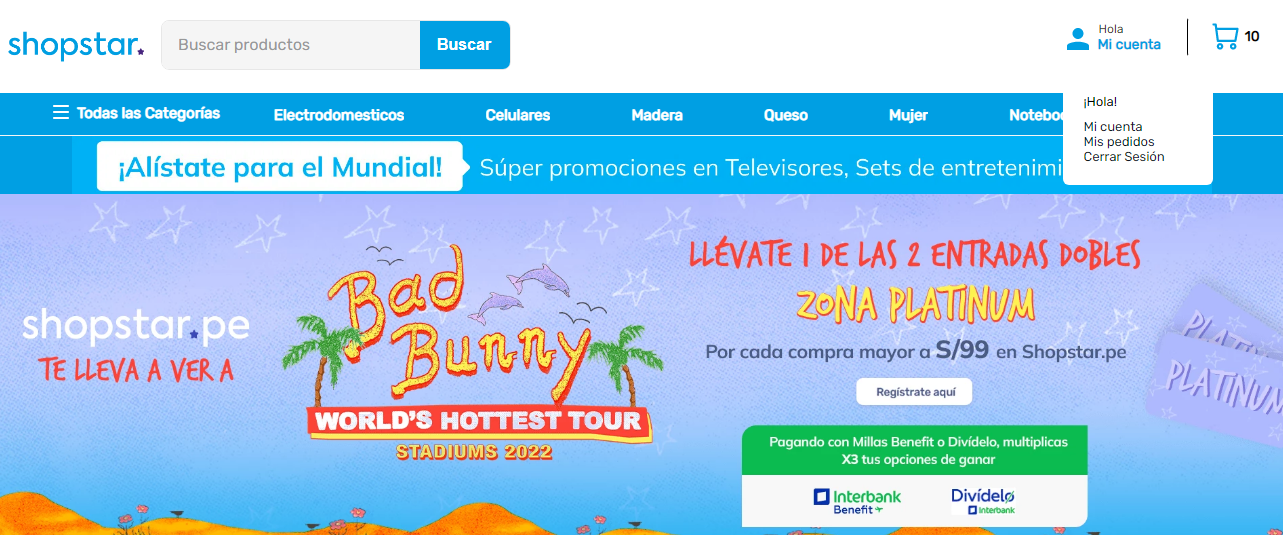 shopstar.
Buscar productos
Buscar
Hola
Mi cuenta
10
Todas las Categorías
Electrodomesticos
Celulares
Madera
Queso
Mujer
¡Hola!
Mi cuenta
Mis pedidos
Cerrar Sesión
¡Alístate para el Mundial!
Súper promociones en Televisores, Sets de
shopstar.pe
TE LLEVA A VER A
Bad
Bunny
WORLD'S HOTTEST TOUR
STADIUMS 2022
LLÉVATE 1 DE LAS 2 ENTRADAS DOBLES
ZONA PLATINUM
Por cada compra mayor a S/99 en Shopstar.pe
Regístrate aquí
Pagando con Millas Benefit o Divídelo, multiplicas
X3 tus opciones de ganar
Interbank
Benefit
Divídelo
Interbank
PLATINUM